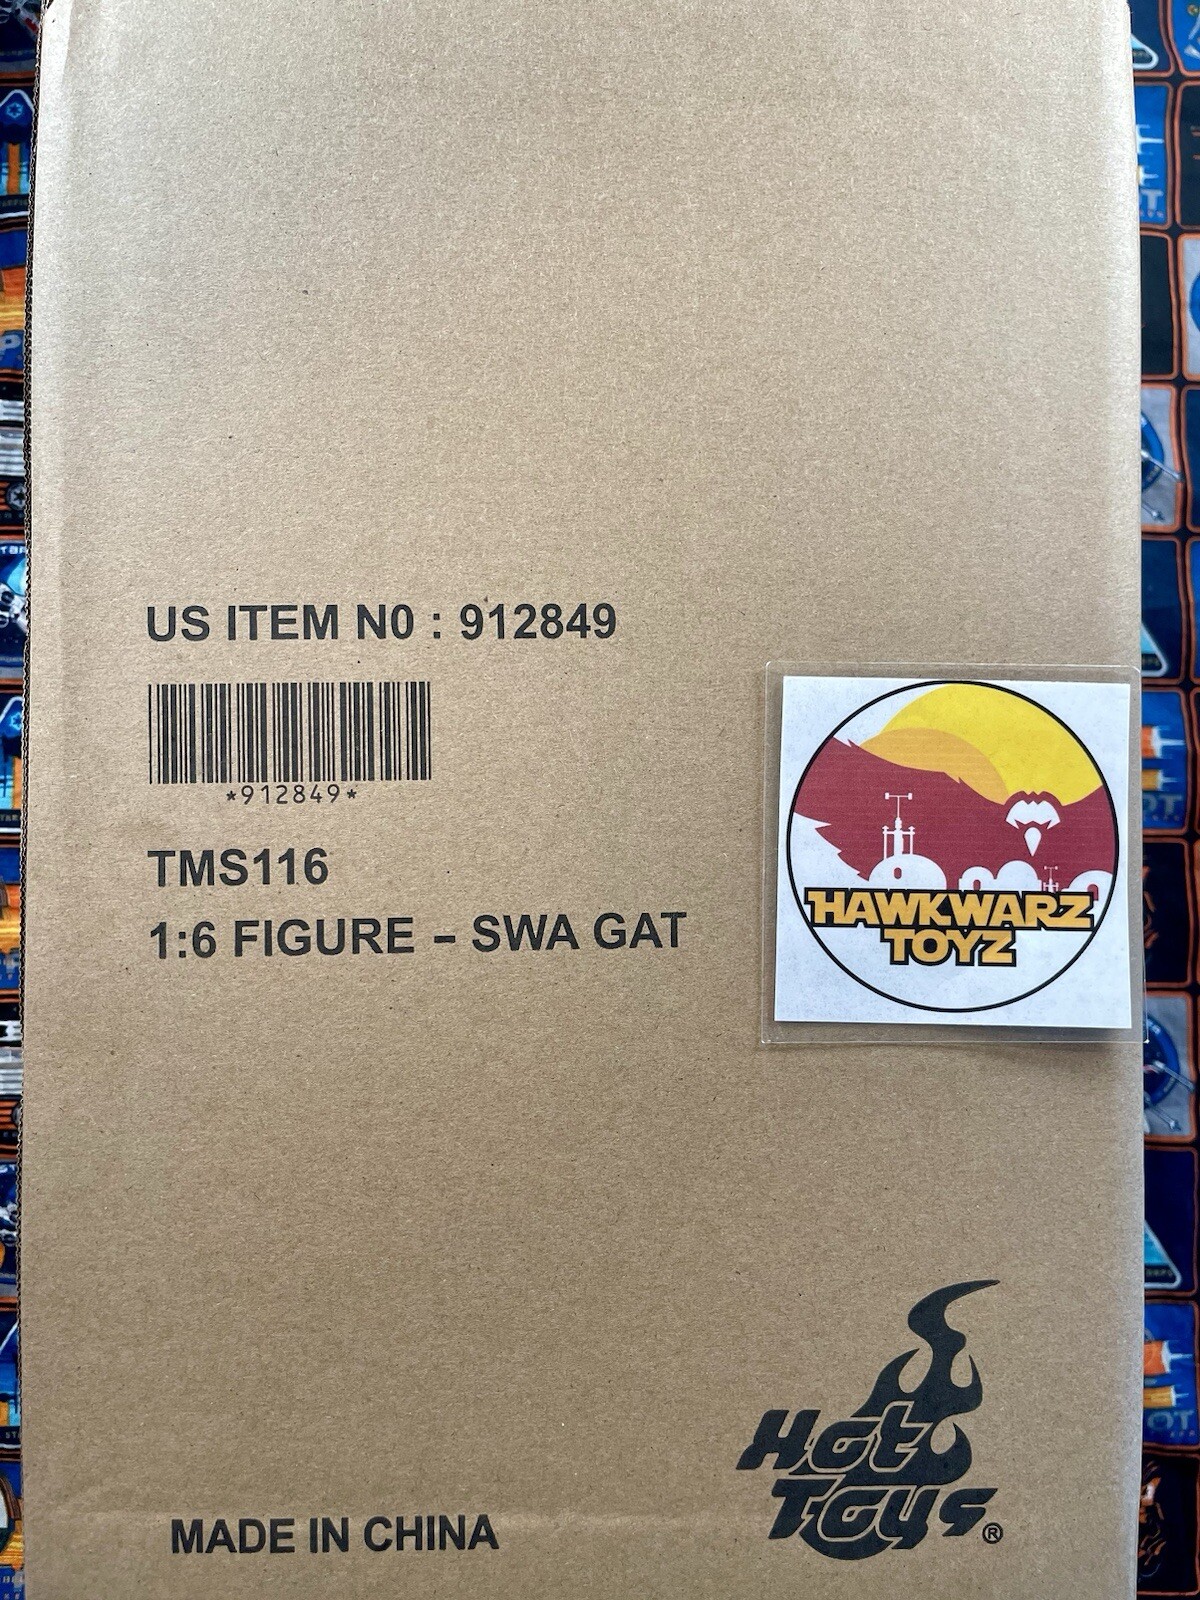 US ITEM N0 : 912849
*912849*
TMS116
1:6 FIGURE - SWA GAT
HAWKWARZ
TOYZ
Hot
Toys®
MADE IN CHINA